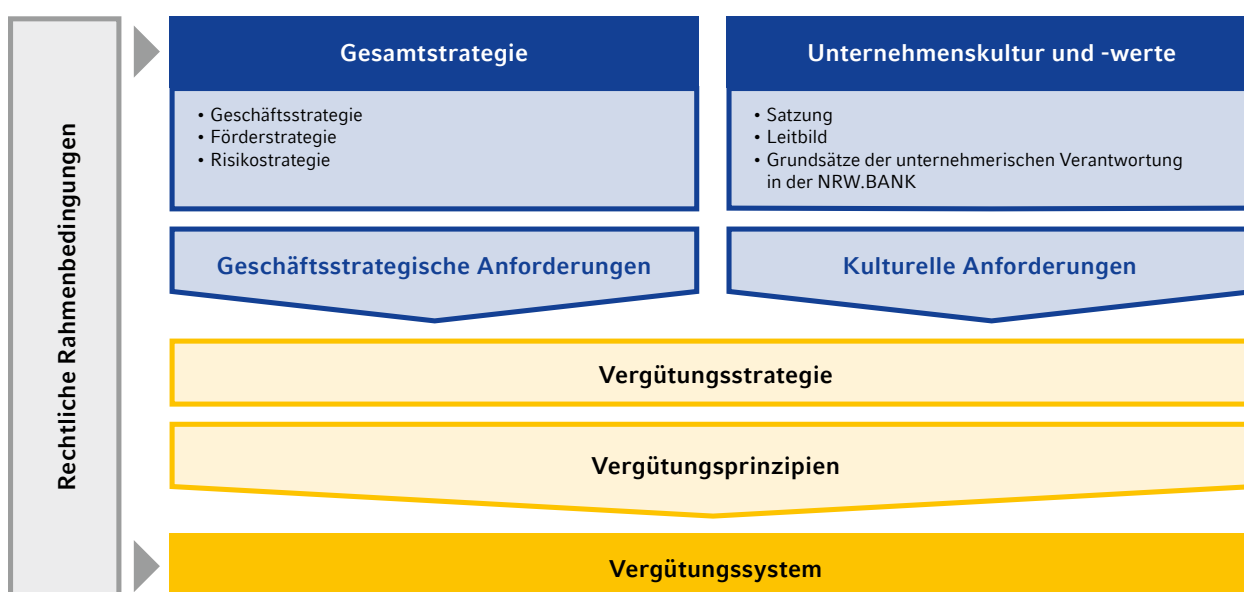 Rechtliche Rahmenbedingungen
Gesamtstrategie
• Geschäftsstrategie
• Förderstrategie
• Risikostrategie
Unternehmenskultur und -werte
• Satzung
• Leitbild
• Grundsätze der unternehmerischen Verantwortung
in der NRW.BANK
Geschäftsstrategische Anforderungen
Kulturelle Anforderungen
Vergütungsstrategie
Vergütungsprinzipien
Vergütungssystem